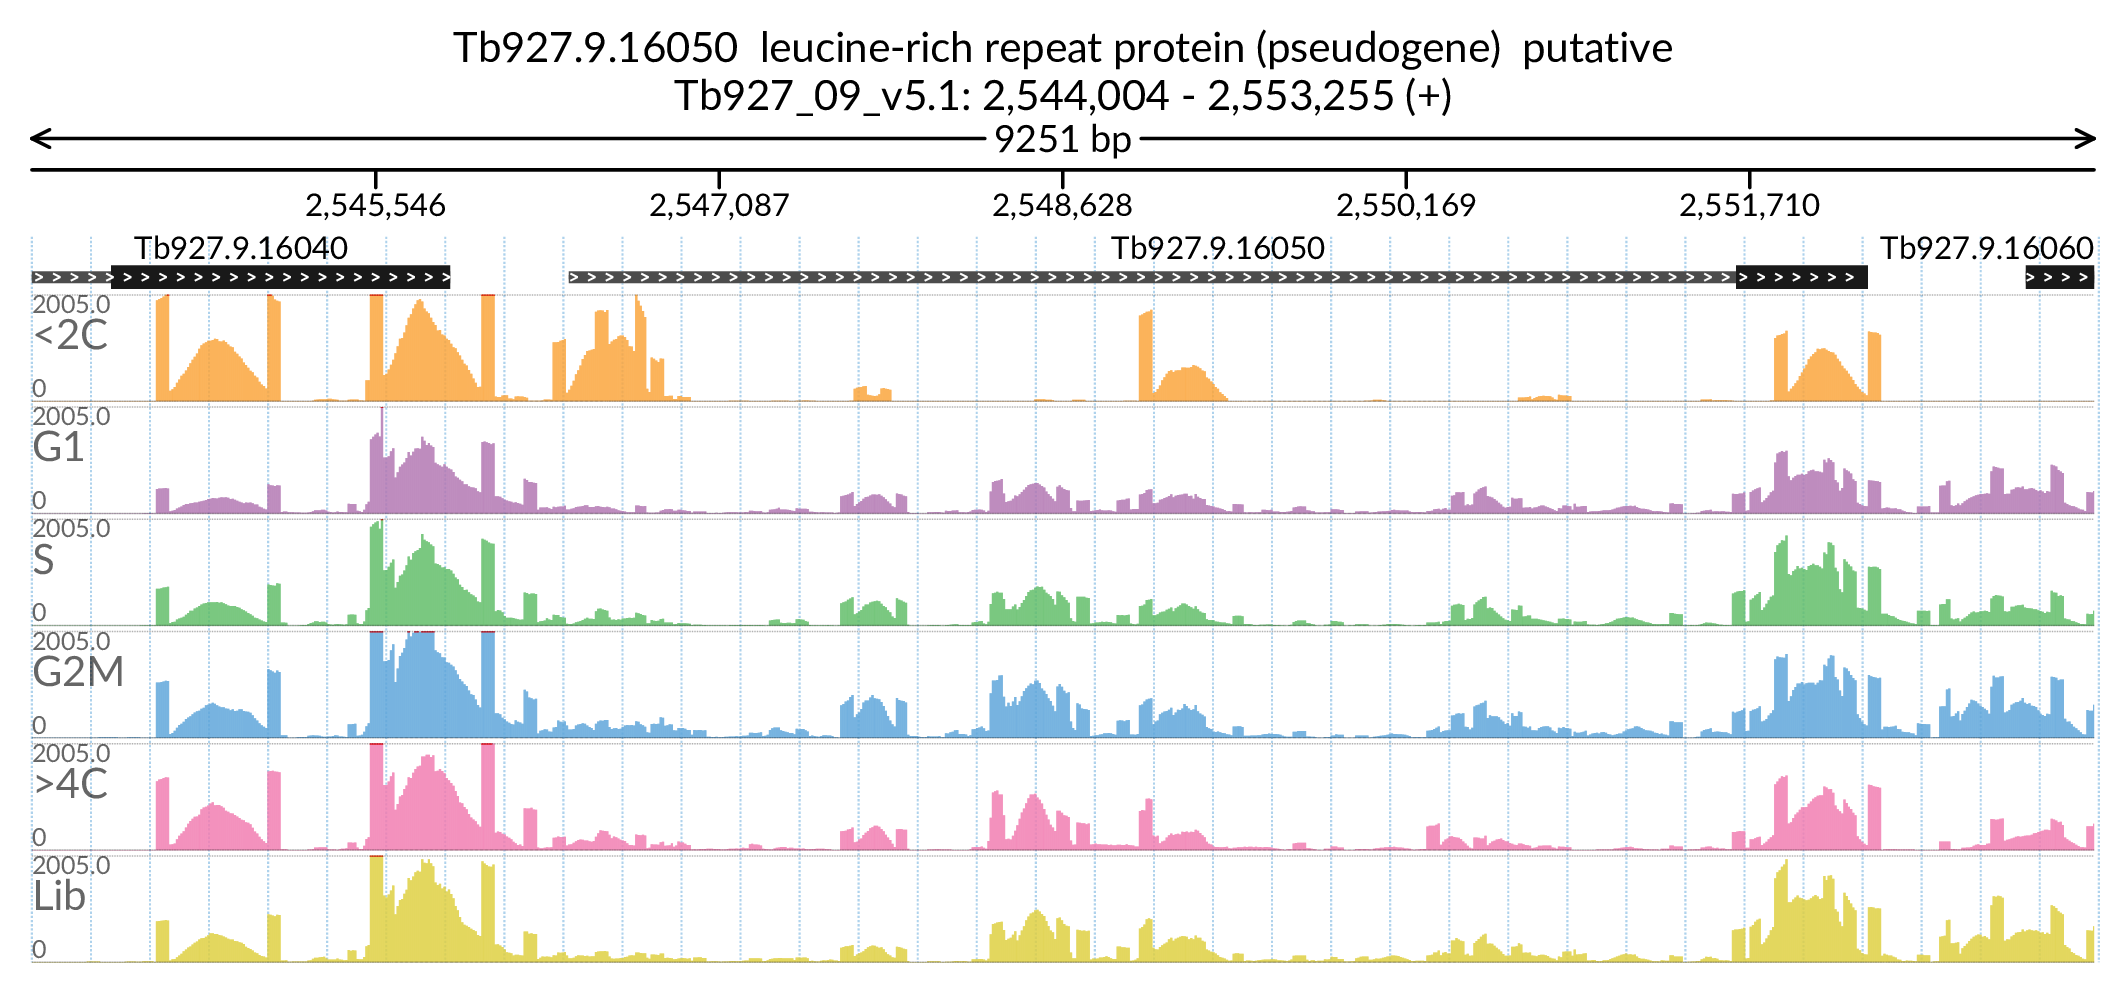 Tb927.9.16050 leucine-rich repeat protein (pseudogene) putative
Tb927_09_v5.1: 2,544,004 - 2,553,255 (+)
9251 bp
2,545,546 2,547,087 2,548,628 2,550,169 2,551,710
Tb927.9.16040 Tb927.9.16050 Tb927.9.16060
2005.0
<2C
0
2005.0
G1
0
2005.0
S
0
2005.0
G2M
0
2005.0
>4C
0
2005.0
Lib
0